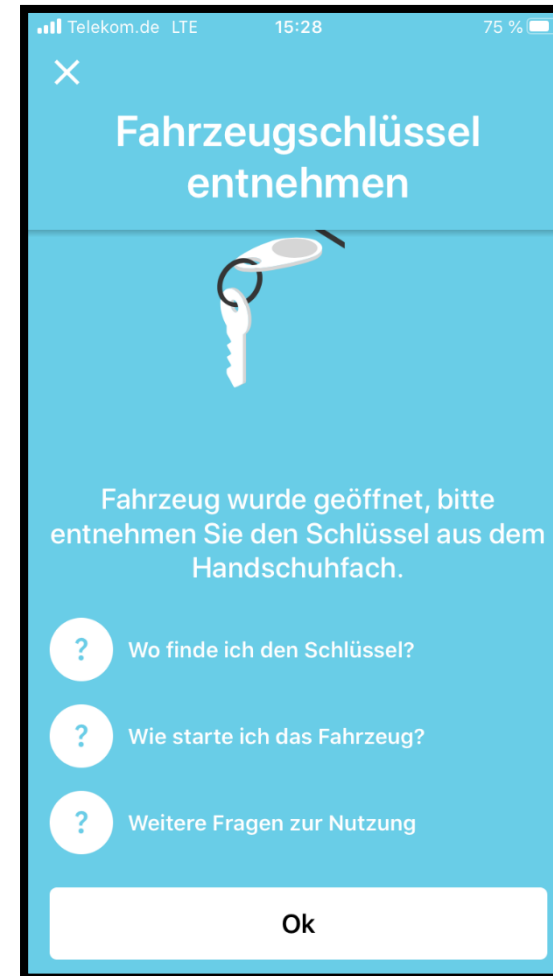 Telekom.de LTE 15:28 75 %
Fahrzeugschlüssel
entnehmen
Fahrzeug wurde geöffnet, bitte
entnehmen Sie den Schlüssel aus dem
Handschuhfach.
? Wo finde ich den Schlüssel?
? Wie starte ich das Fahrzeug?
? Weitere Fragen zur Nutzung
Ok